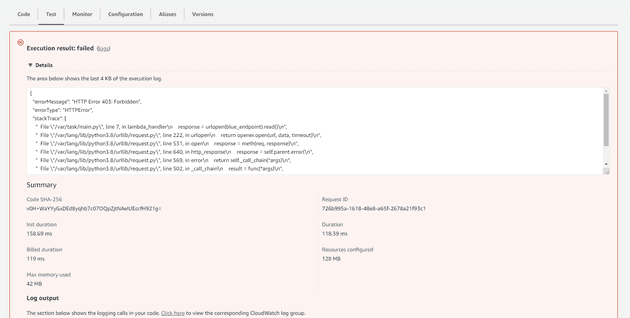 Code Test Monitor Configuration Aliases Versions
Execution result: failed (logs)
Details
The area below shows the last 4 KB of the execution log.
{
"errorMessage": "HTTP Error 403: Forbidden",
"errorType": "HTTPError",
"stackTrace": [
" File \"/var/task/main.py\", line 7, in lambda_handler\n response = urlopen(blue_endpoint).read()\n",
" File \"/var/lang/lib/python3.8/urllib/request.py\", line 222, in urlopen\n return opener.open(url, data, timeout)\n",
" File \"/var/lang/lib/python3.8/urllib/request.py\", line 531, in open\n response = meth(req, response)\n",
" File \"/var/lang/lib/python3.8/urllib/request.py\", line 640, in http_response\n response = self.parent.error(\n",
" File \"/var/lang/lib/python3.8/urllib/request.py\", line 569, in error\n return self._call_chain(*args)\n",
" File \"/var/lang/lib/python3.8/urllib/request.py\", line 502, in _call_chain\n result = func(*args)\n",
Summary
Code SHA-256 Request ID
726b995a-1618-48e8-a63f-2678a21f93c1
Init duration Duration
158.69 ms 118.39 ms
Billed duration Resources configured
119 ms 128 MB
Max memory used
42 MB
Log output
The section below shows the logging calls in your code. Click here to view the corresponding CloudWatch log group.